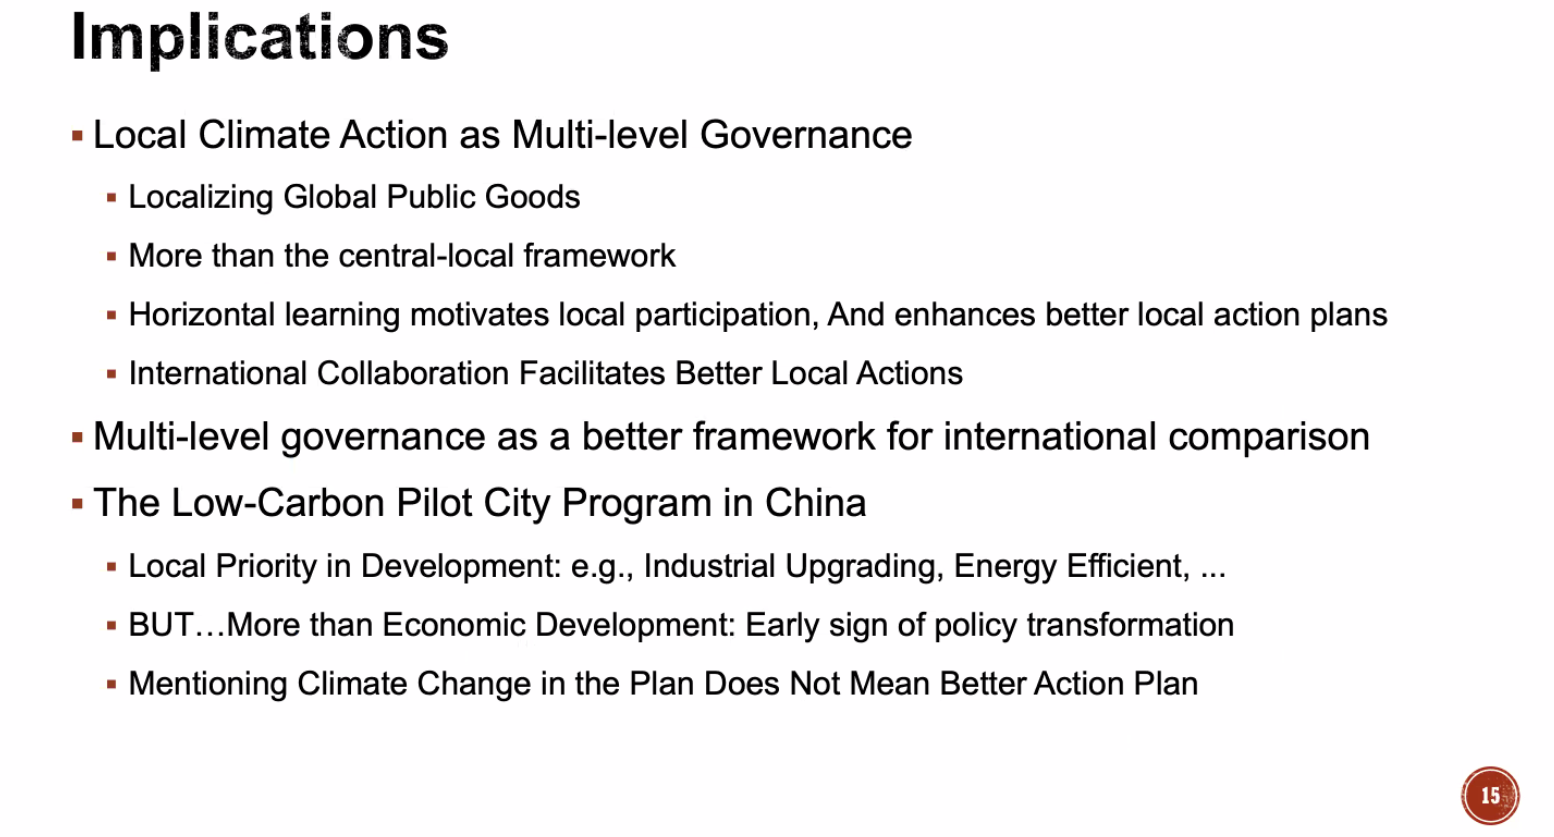 Implications
Local Climate Action as Multi-level Governance
Localizing Global Public Goods
More than the central-local framework
Horizontal learning motivates local participation, And enhances better local action plans
International Collaboration Facilitates Better Local Actions
Multi-level governance as a better framework for international comparison
The Low-Carbon Pilot City Program in China
Local Priority in Development: e.g., Industrial Upgrading, Energy Efficient, ...
BUT…More than Economic Development: Early sign of policy transformation
Mentioning Climate Change in the Plan Does Not Mean Better Action Plan
15